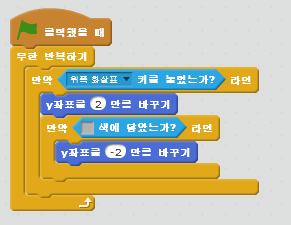 클릭했을 때
무한 반복하기
만약 위쪽 화살표 키를 눌렀는가? 라면
y좌표를 2 만큼 바꾸기
만약 색에 닿았는가? 라면
y좌표를 -2 만큼 바꾸기